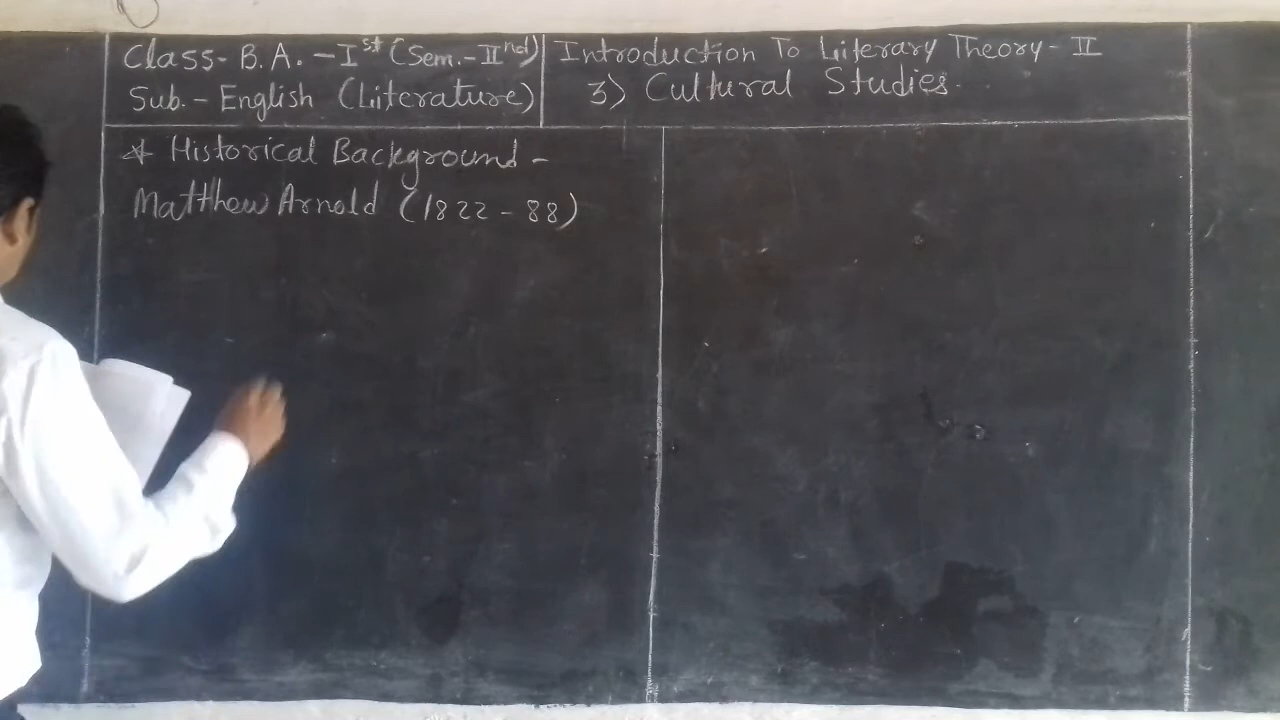 Class- B.A. - Ist (Sem.-IInd)
Sub. - English (Literature)
Introduction To Literary Theory - II
3) Cultural Studies.
* Historical Background -
Matthew Arnold (1822 - 88)